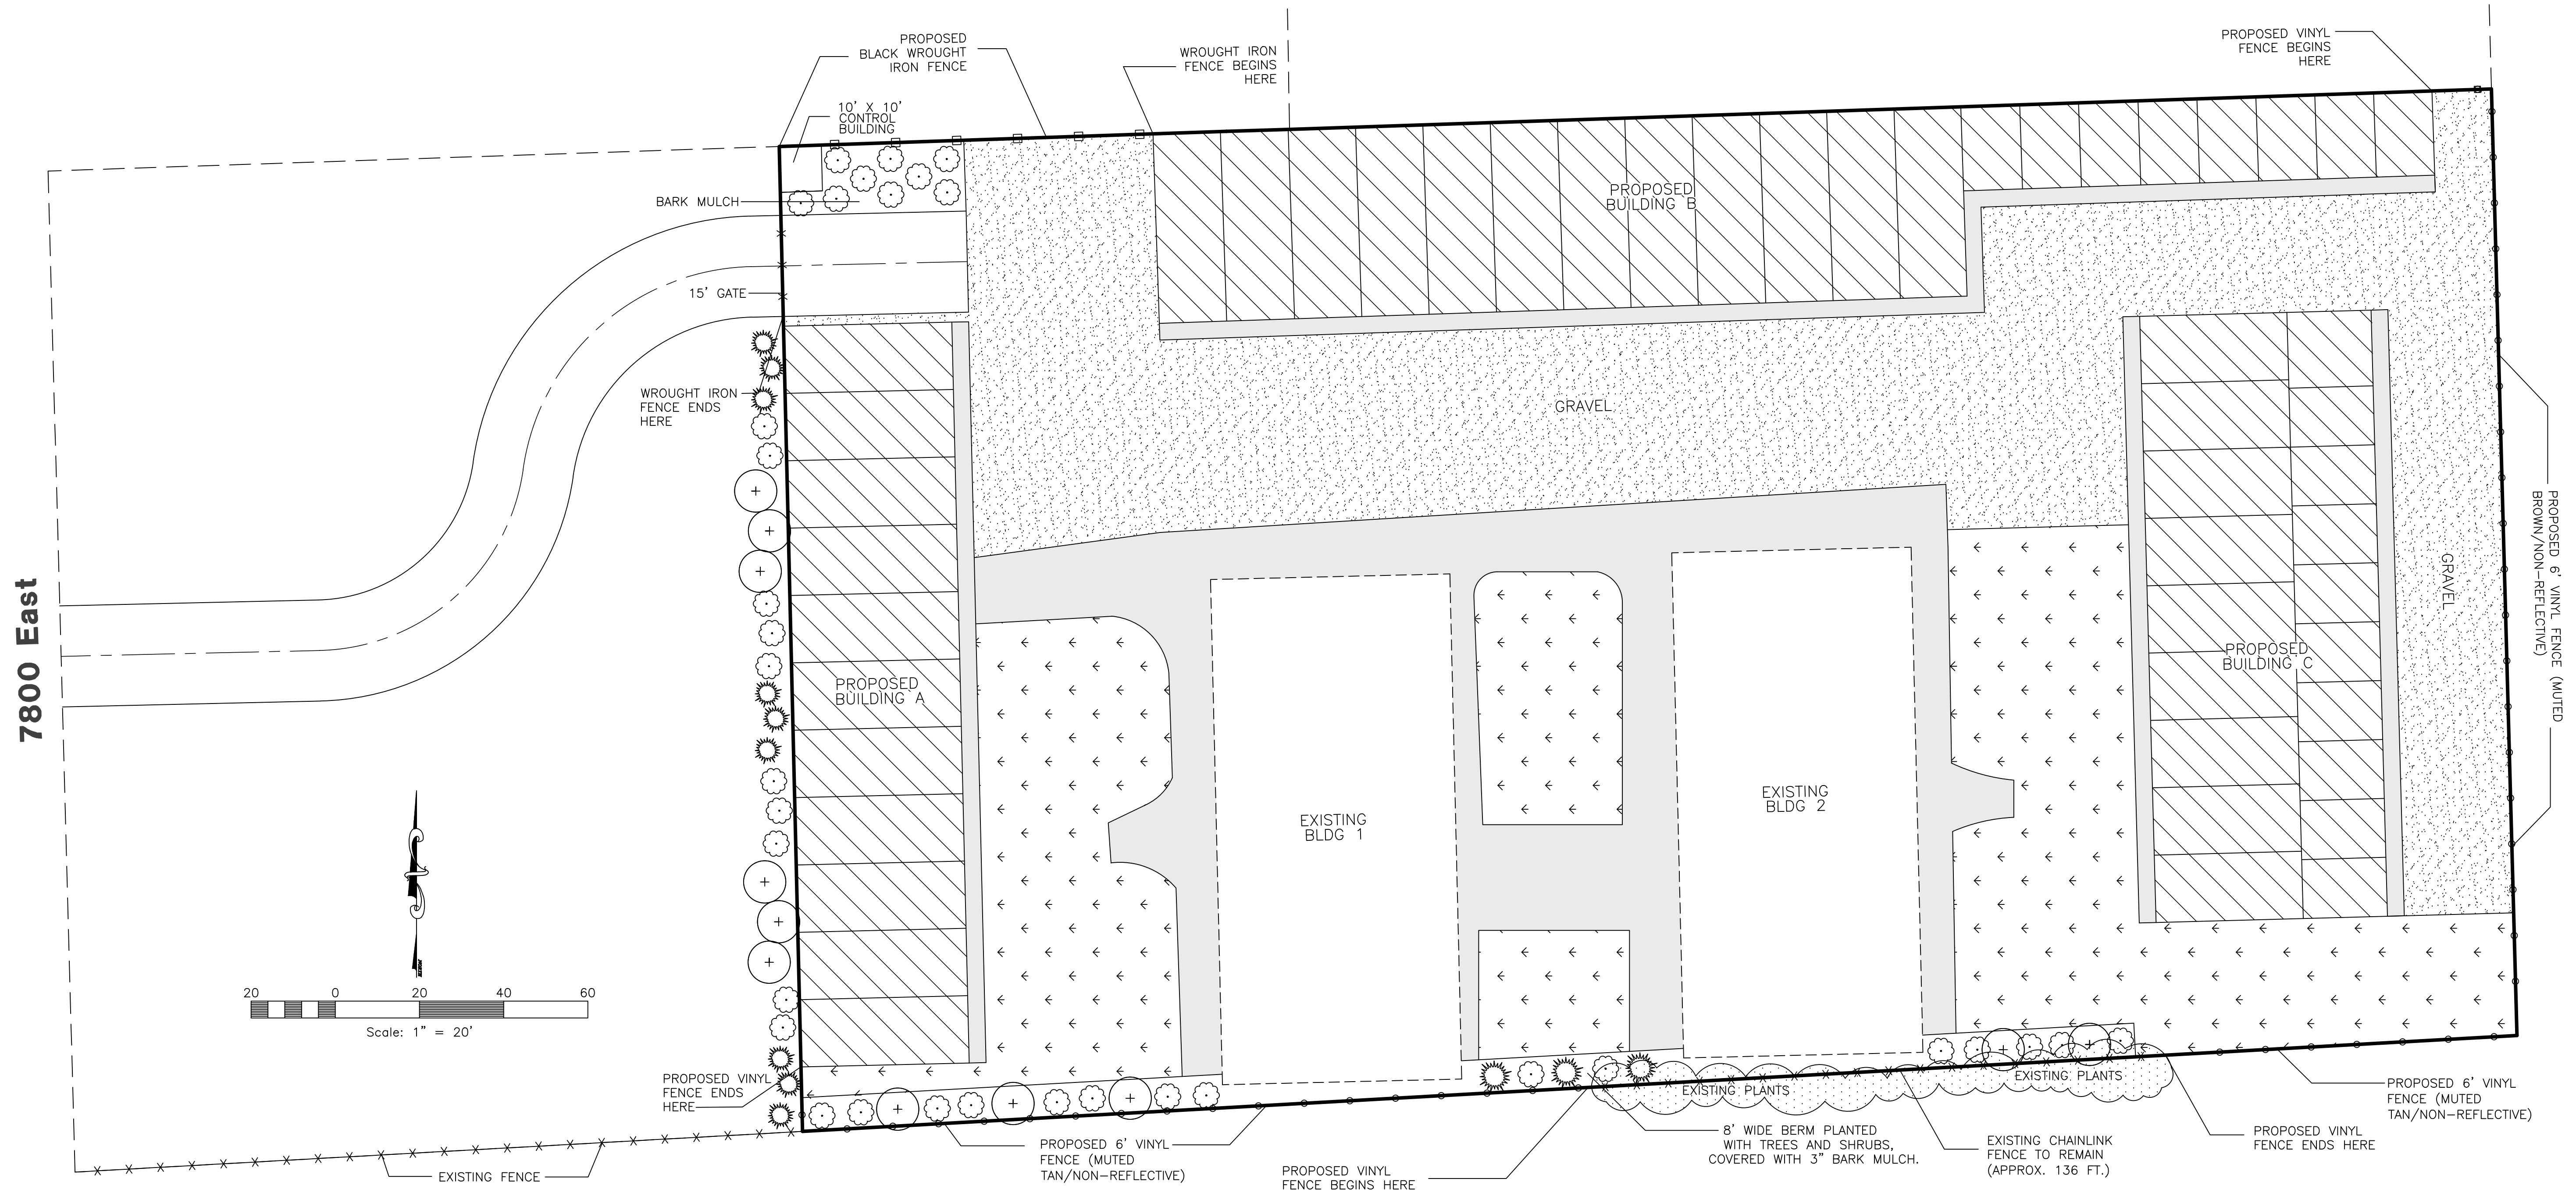 PROPOSED
BLACK WROUGHT
IRON FENCE
WROUGHT IRON
FENCE BEGINS
HERE
PROPOSED VINYL
FENCE BEGINS
HERE
10' X 10'
CONTROL
BUILDING
BARK MULCH
PROPOSED
BUILDING B
15' GATE
WROUGHT IRON
FENCE ENDS
HERE
GRAVEL
GRAVEL
PROPOSED 6' VINYL FENCE (MUTED
BROWN/NON-REFLECTIVE)
7800 East
PROPOSED
BUILDING A
PROPOSED
BUILDING C
EXISTING
BLDG 1
EXISTING
BLDG 2
20 0 20 40 60
Scale: 1" = 20'
PROPOSED VINYL
FENCE ENDS
HERE
EXISTING PLANTS
EXISTING PLANTS
PROPOSED 6' VINYL
FENCE (MUTED
TAN/NON-REFLECTIVE)
EXISTING FENCE
PROPOSED 6' VINYL
FENCE (MUTED
TAN/NON-REFLECTIVE)
PROPOSED VINYL
FENCE BEGINS HERE
8' WIDE BERM PLANTED
WITH TREES AND SHRUBS,
COVERED WITH 3" BARK MULCH.
EXISTING CHAINLINK
FENCE TO REMAIN
(APPROX. 136 FT.)
PROPOSED VINYL
FENCE ENDS HERE